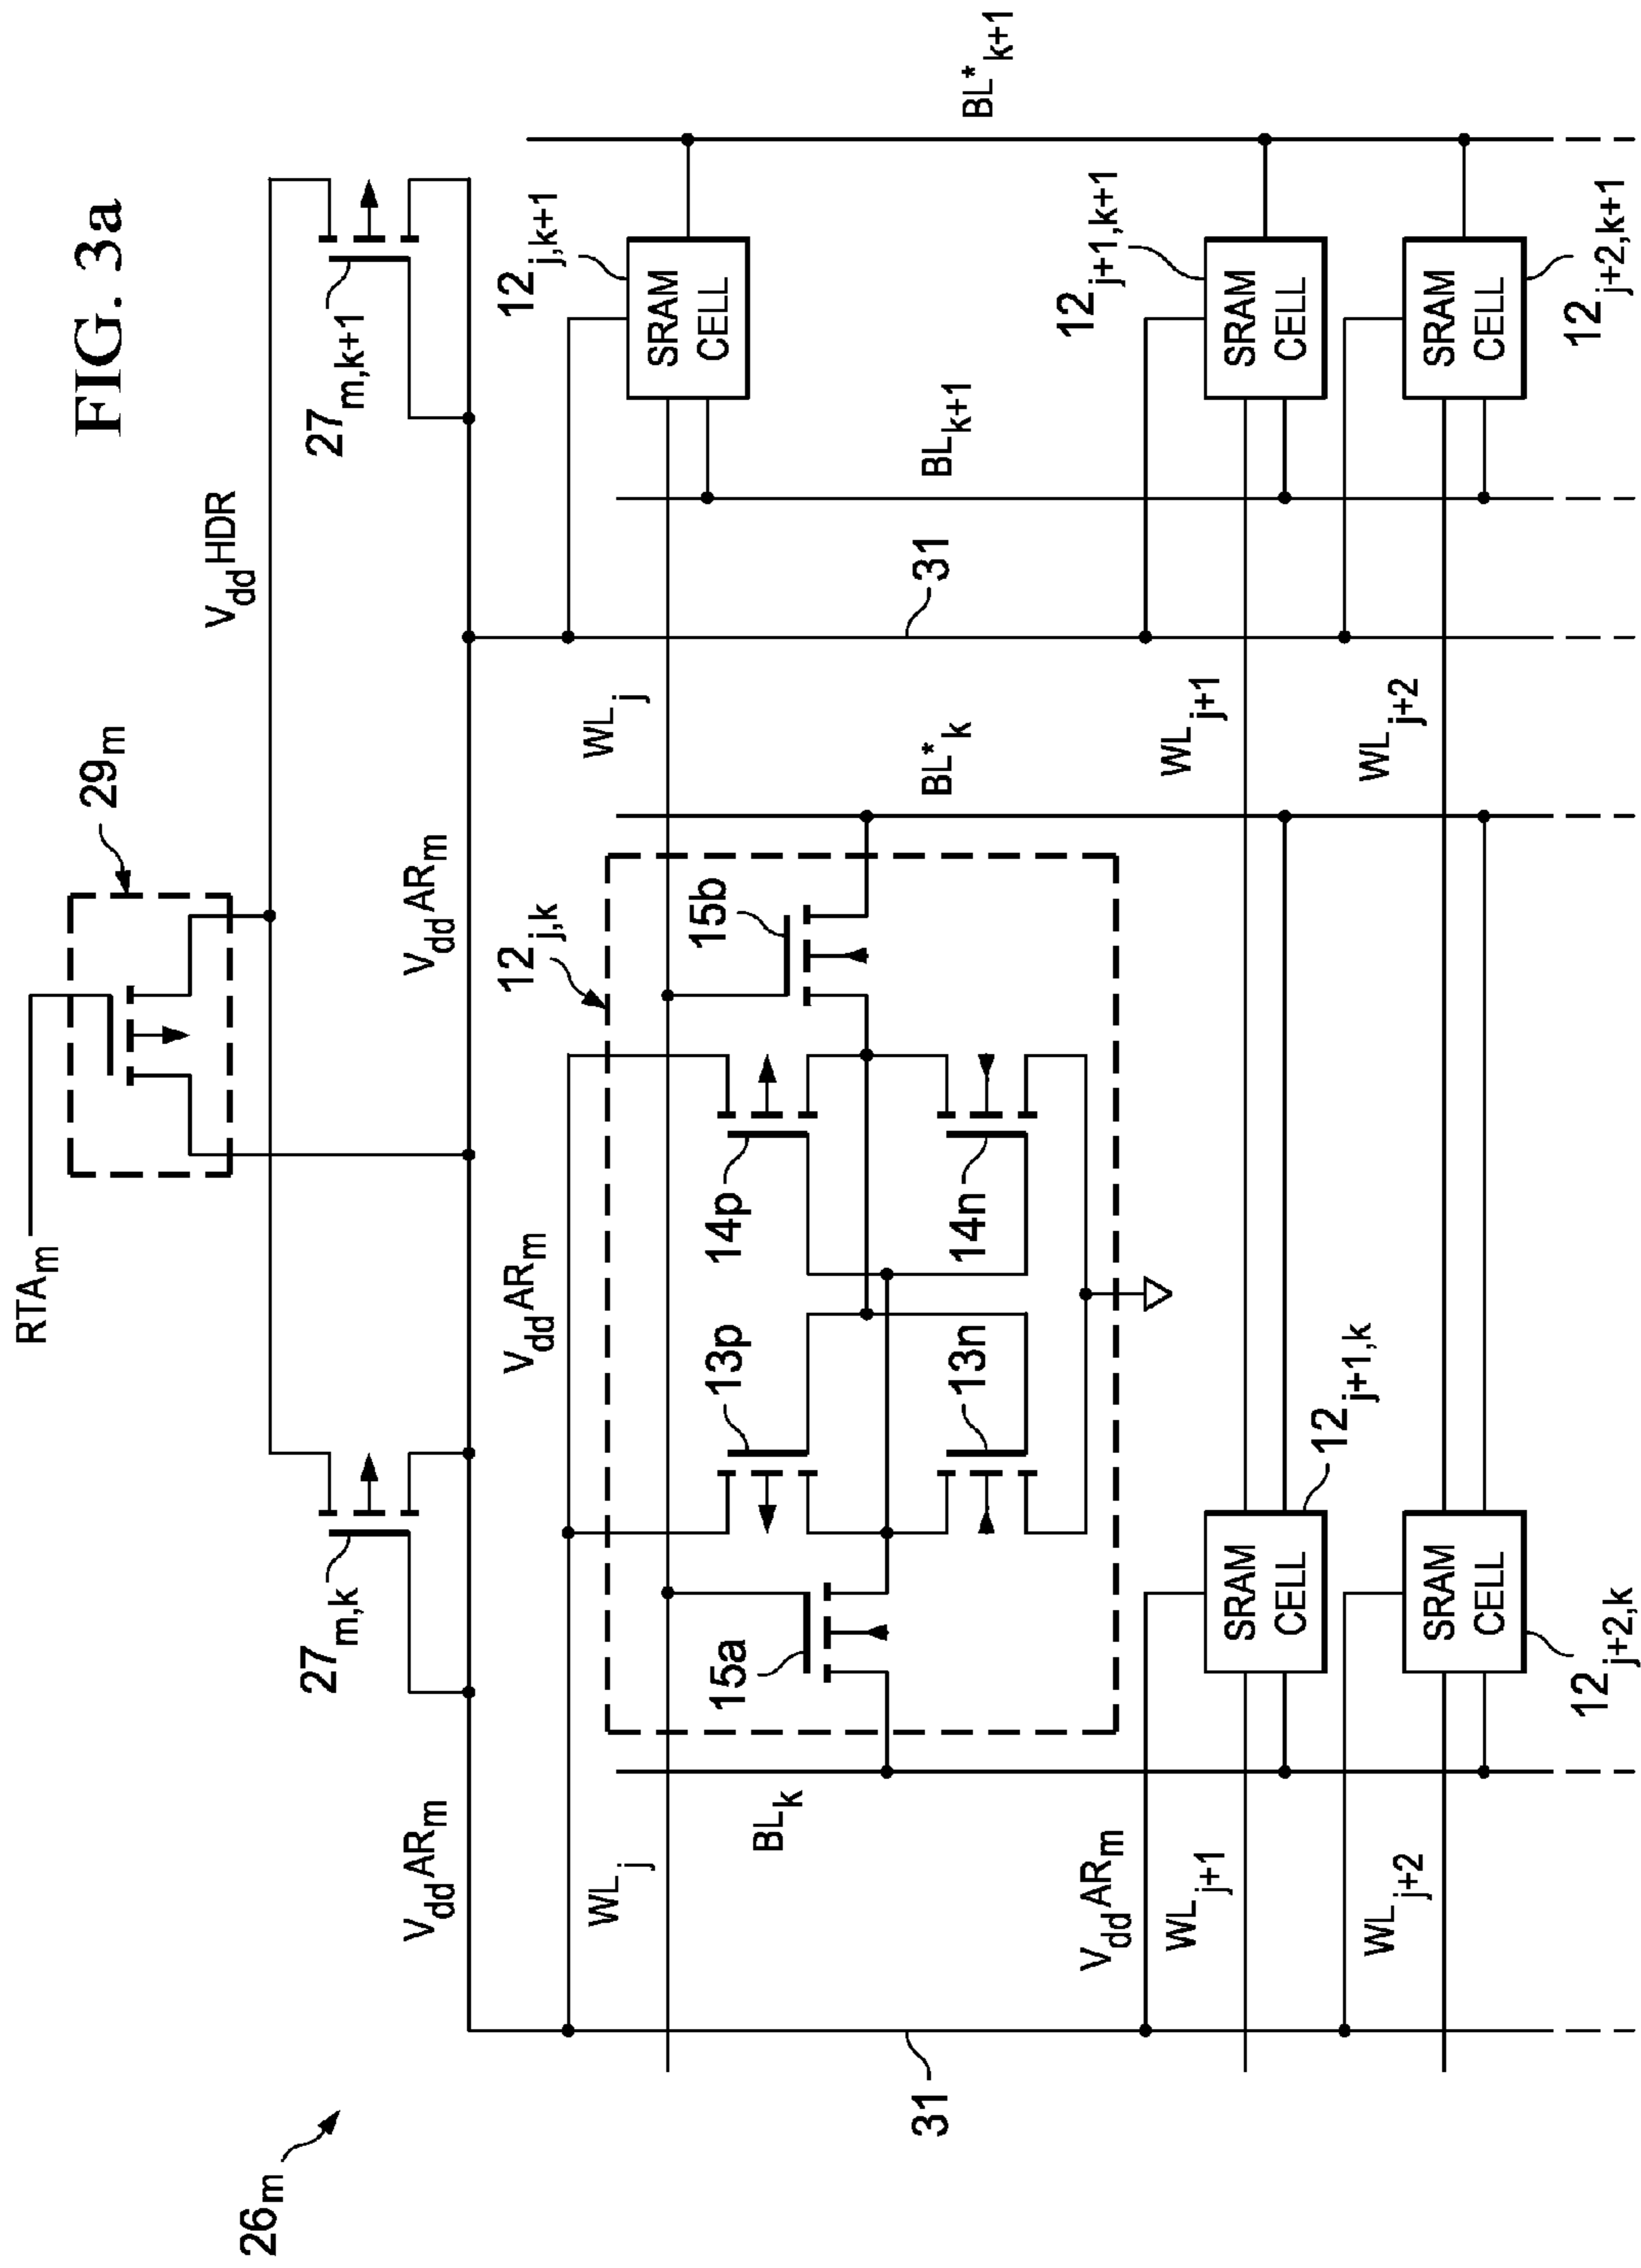 FIG. 3a
RTAm
29m
VddHDR
27m,k
27m,k+1
VddARm
VddARm
VddARm
12j,k
12j,k+1
WLj
WLj
SRAM
CELL
15a
13p
14p
15b
13n
14n
BLk
BL*k
BLk+1
BL*k+1
31
31
VddARm
WLj+1
WLj+1
12j+1,k
12j+1,k+1
SRAM
CELL
SRAM
CELL
WLj+2
WLj+2
SRAM
CELL
SRAM
CELL
12j+2,k
12j+2,k+1
26m